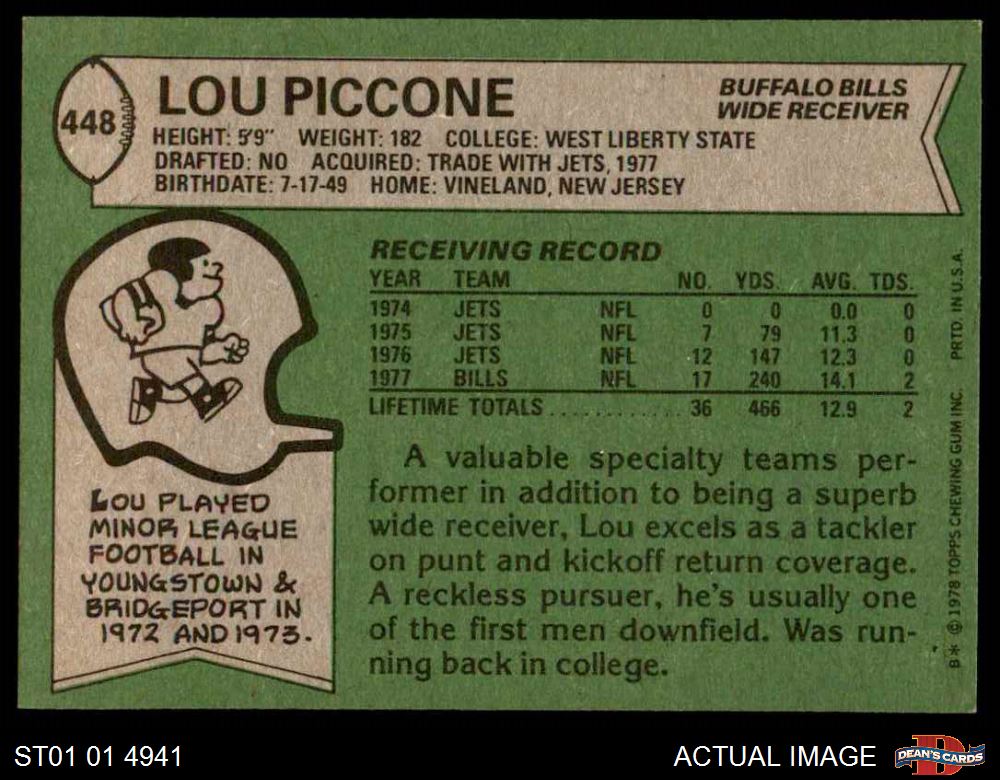 448
LOU PICCONE
BUFFALO BILLS
WIDE RECEIVER
HEIGHT: 5'9" WEIGHT: 182 COLLEGE: WEST LIBERTY STATE
DRAFTED: NO ACQUIRED: TRADE WITH JETS, 1977
BIRTHDATE: 7-17-49 HOME: VINELAND, NEW JERSEY
RECEIVING RECORD
YEAR TEAM NO. YDS. AVG. TDS.
1974 JETS NFL 0 0 0.0 0
1975 JETS NFL 7 79 11.3 0
1976 JETS NFL 12 147 12.3 0
1977 BILLS NFL 17 240 14.1 2
LIFETIME TOTALS............ 36 466 12.9 2
A valuable specialty teams per-
former in addition to being a superb
wide receiver, Lou excels as a tackler
on punt and kickoff return coverage.
A reckless pursuer, he's usually one
of the first men downfield. Was run-
ning back in college.
LOU PLAYED
MINOR LEAGUE
FOOTBALL IN
YOUNGSTOWN &
BRIDGEPORT IN
1972 AND 1973.
B* © 1978 TOPPS CHEWING GUM INC. PRTD. IN U.S.A.
ST01 01 4941
ACTUAL IMAGE
D
DEAN'S CARDS